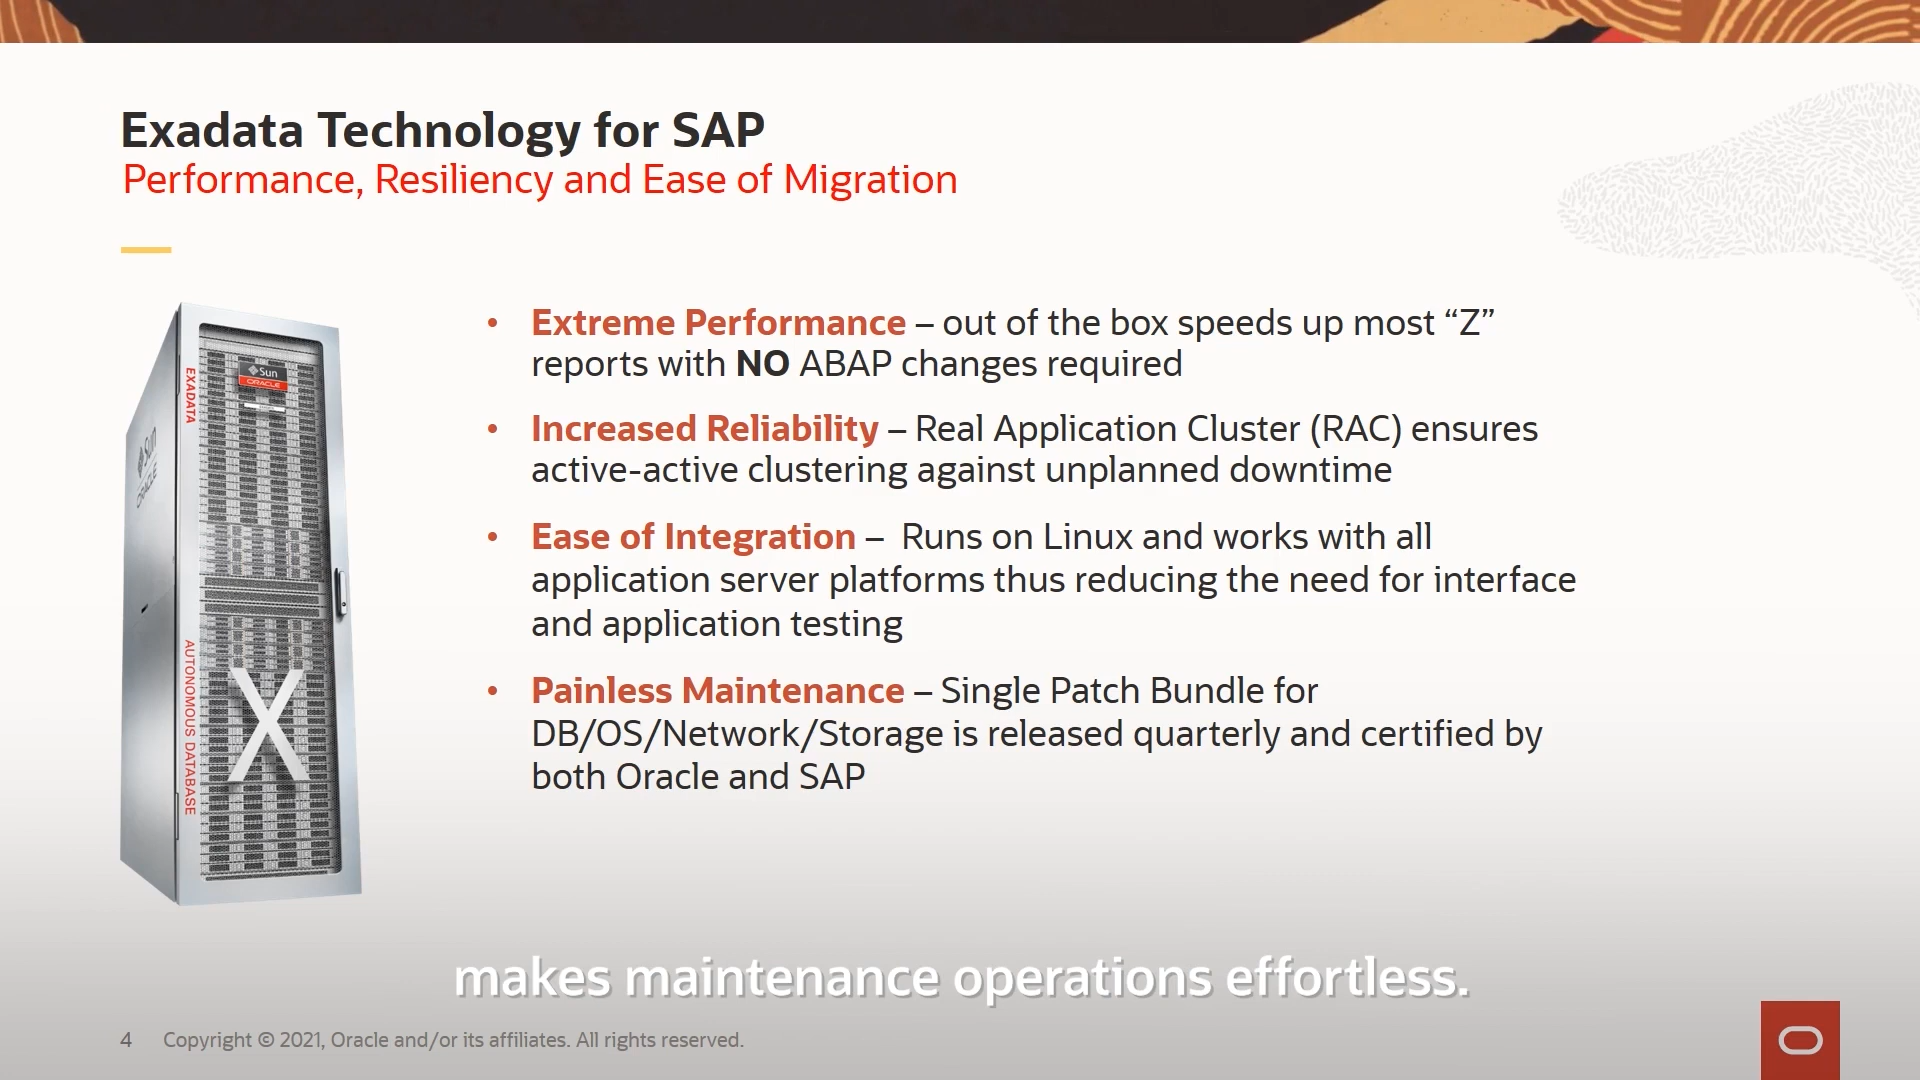 Exadata Technology for SAP
Performance, Resiliency and Ease of Migration
• Extreme Performance – out of the box speeds up most “Z”
reports with NO ABAP changes required
• Increased Reliability – Real Application Cluster (RAC) ensures
active-active clustering against unplanned downtime
• Ease of Integration – Runs on Linux and works with all
application server platforms thus reducing the need for interface
and application testing
• Painless Maintenance – Single Patch Bundle for
DB/OS/Network/Storage is released quarterly and certified by
both Oracle and SAP
Sun
ORACLE
EXADATA
Sun
ORACLE
AUTONOMOUS DATABASE
X
makes maintenance operations effortless.
4 Copyright © 2021, Oracle and/or its affiliates. All rights reserved.